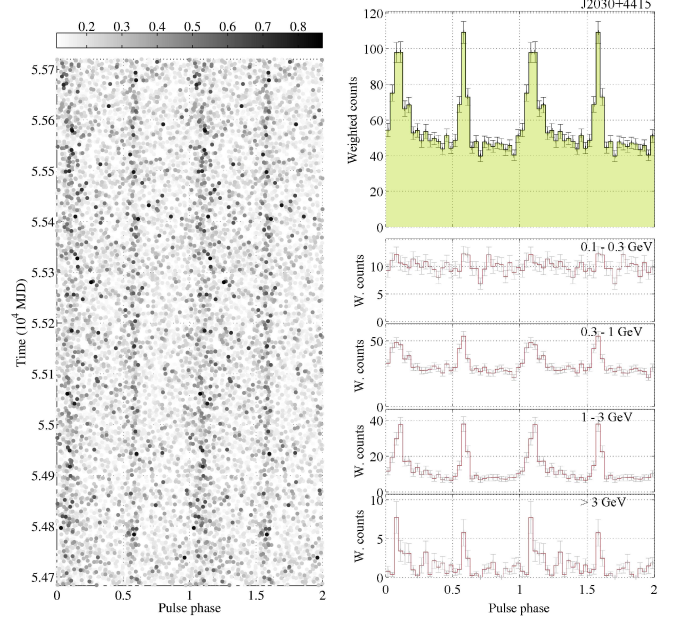 J2030+4415
0.2 0.3 0.4 0.5 0.6 0.7 0.8
5.57
5.56
5.55
5.54
5.53
5.52
5.51
5.5
5.49
5.48
5.47
Time (10^4 MJD)
0 0.5 1 1.5 2
Pulse phase
120
100
80
60
40
20
0
Weighted counts
0.1 - 0.3 GeV
10
5
0
W. counts
0.3 - 1 GeV
50
0
W. counts
1 - 3 GeV
40
20
0
W. counts
> 3 GeV
10
5
0
W. counts
0 0.5 1 1.5 2
Pulse phase